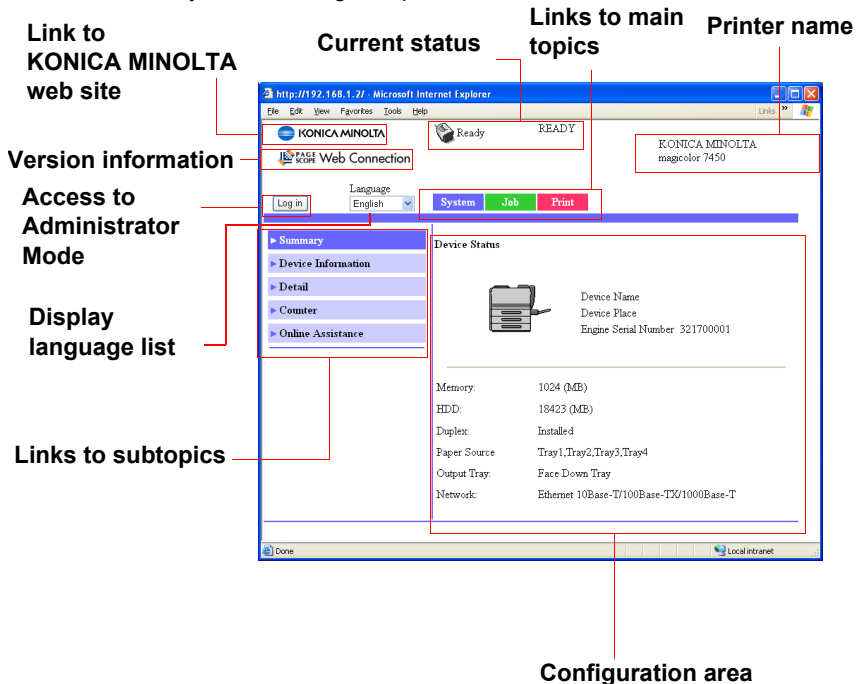 Link to
KONICA MINOLTA
web site
Current status
Links to main
topics
Printer name
http://192.168.1.2/ - Microsoft Internet Explorer
File Edit View Favorites Tools Help
Links »
KONICA MINOLTA
Ready READY
KONICA MINOLTA
magicolor 7450
Version information
PAGE SCOPE Web Connection
Access to
Administrator
Mode
Log in
Language
English
System Job Print
Summary
Device Information
Detail
Counter
Online Assistance
Display
language list
Links to subtopics
Device Status
Device Name
Device Place
Engine Serial Number 321700001
Memory: 1024 (MB)
HDD: 18423 (MB)
Duplex: Installed
Paper Source Tray1,Tray2,Tray3,Tray4
Output Tray: Face Down Tray
Network: Ethernet 10Base-T/100Base-TX/1000Base-T
Done
Local intranet
Configuration area